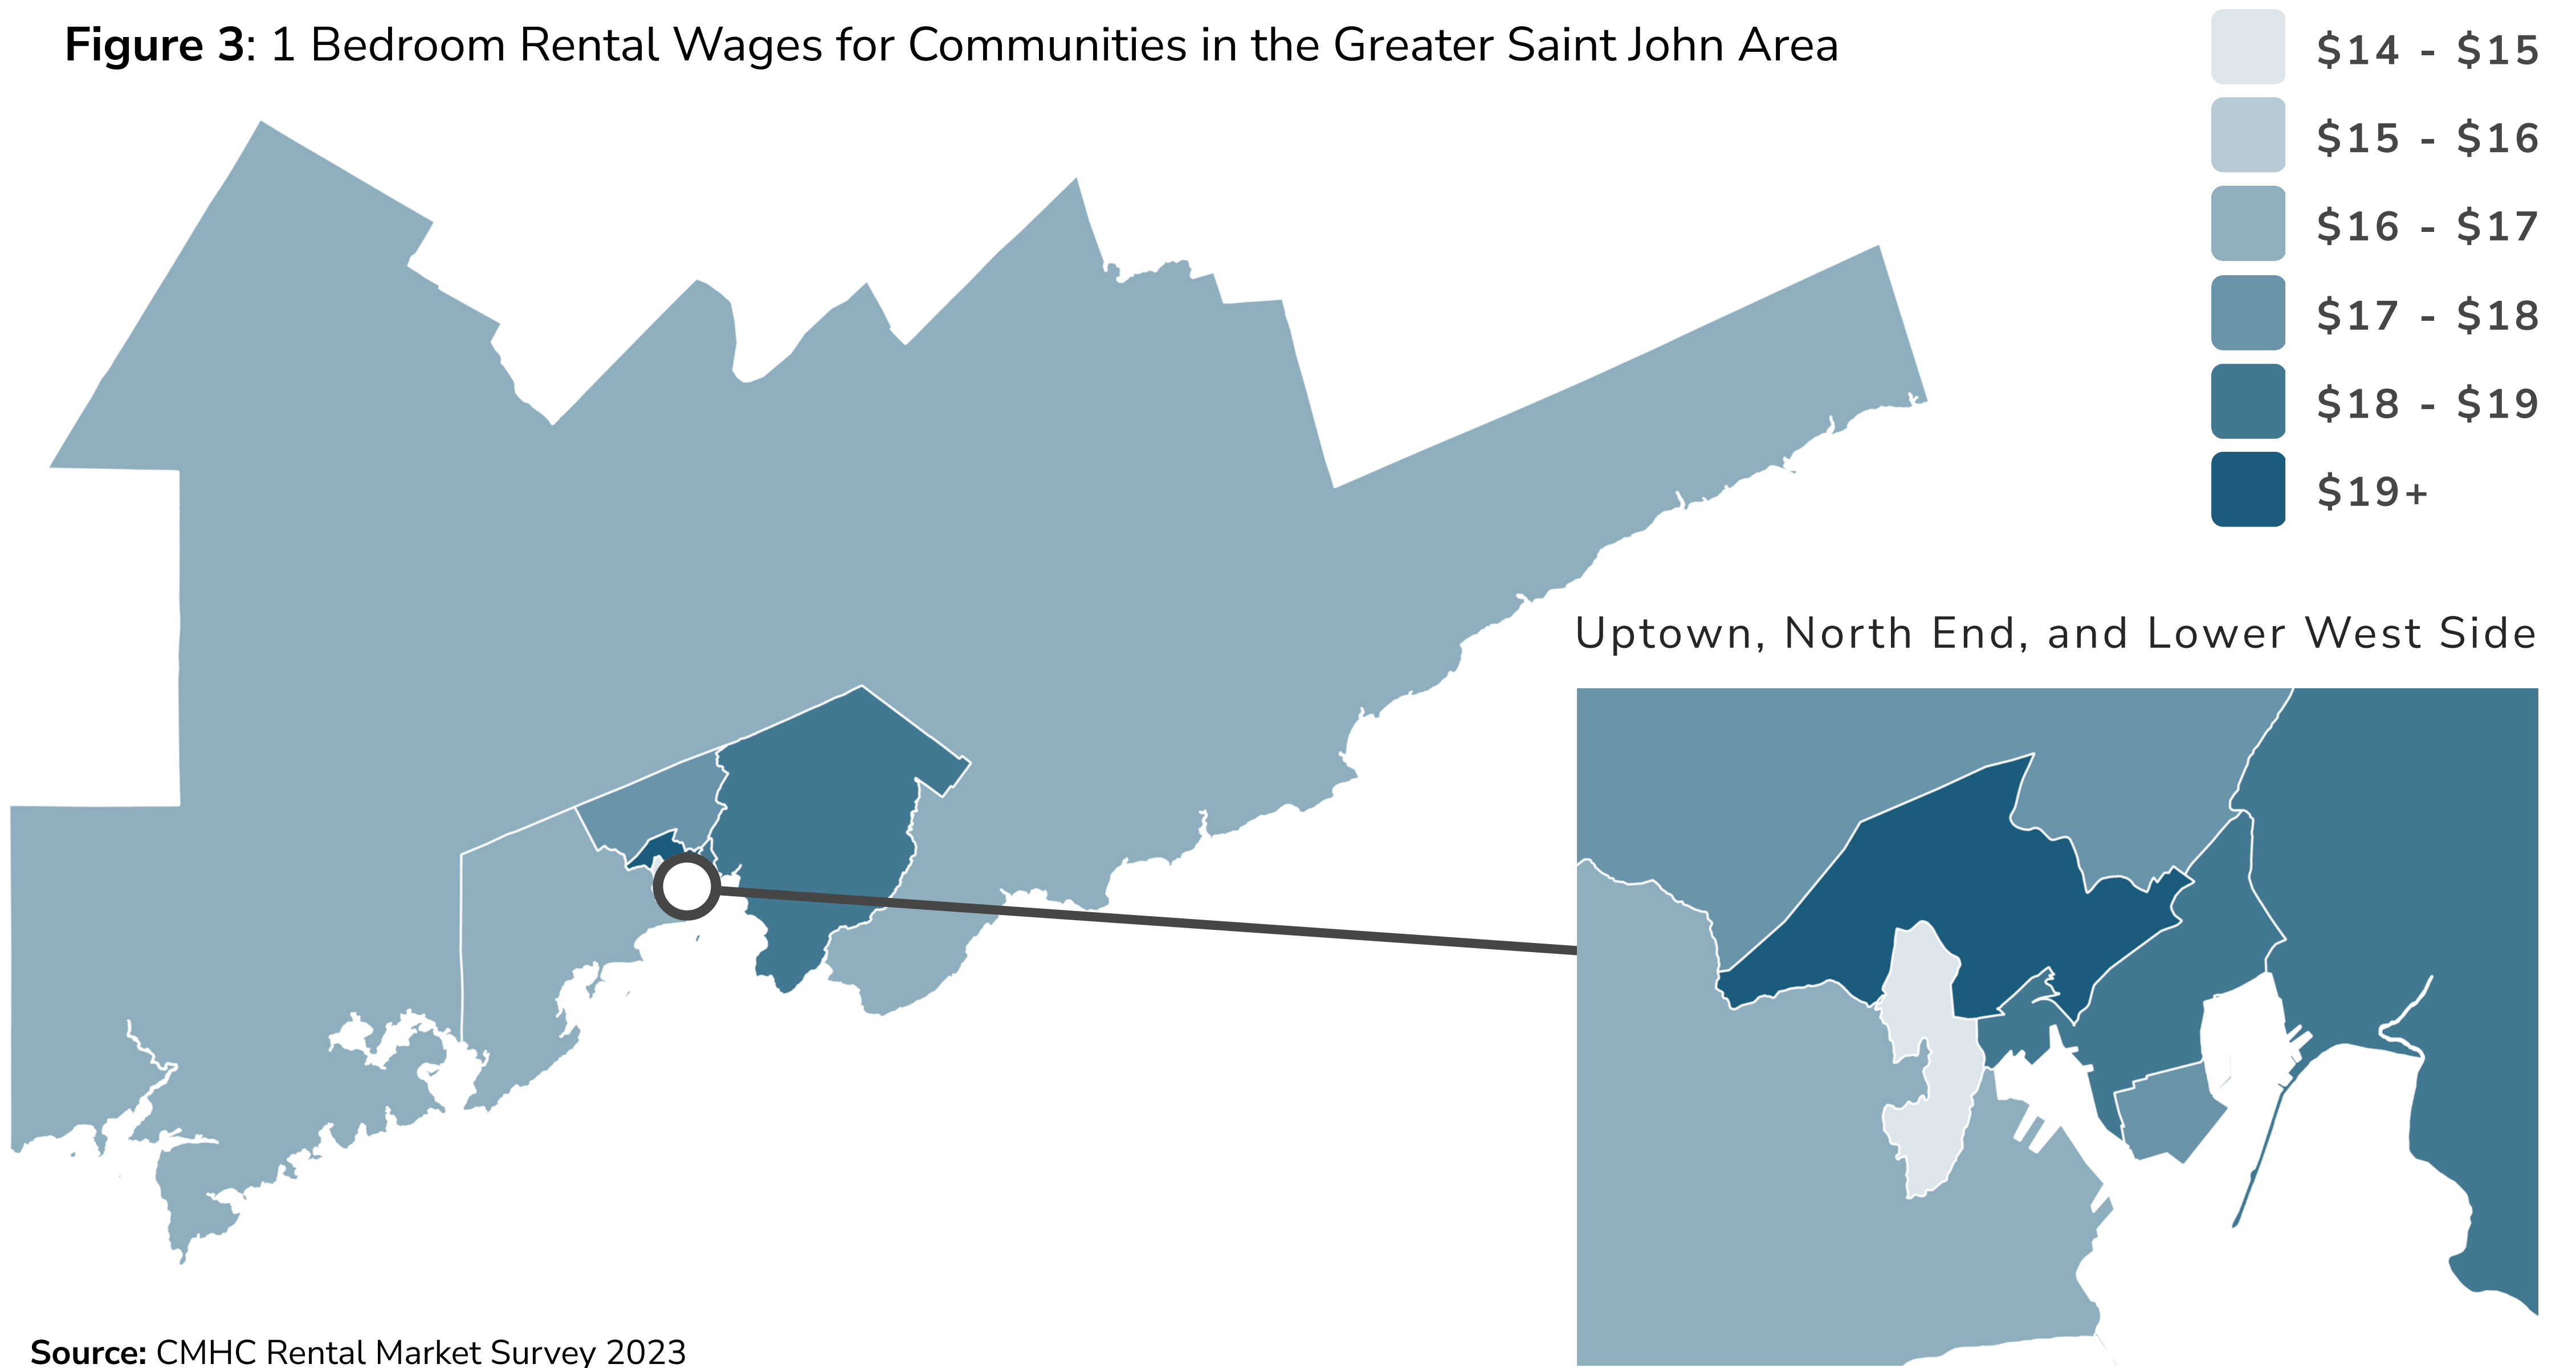 Figure 3: 1 Bedroom Rental Wages for Communities in the Greater Saint John Area
$14 - $15
$15 - $16
$16 - $17
$17 - $18
$18 - $19
$19+
Uptown, North End, and Lower West Side
Source: CMHC Rental Market Survey 2023